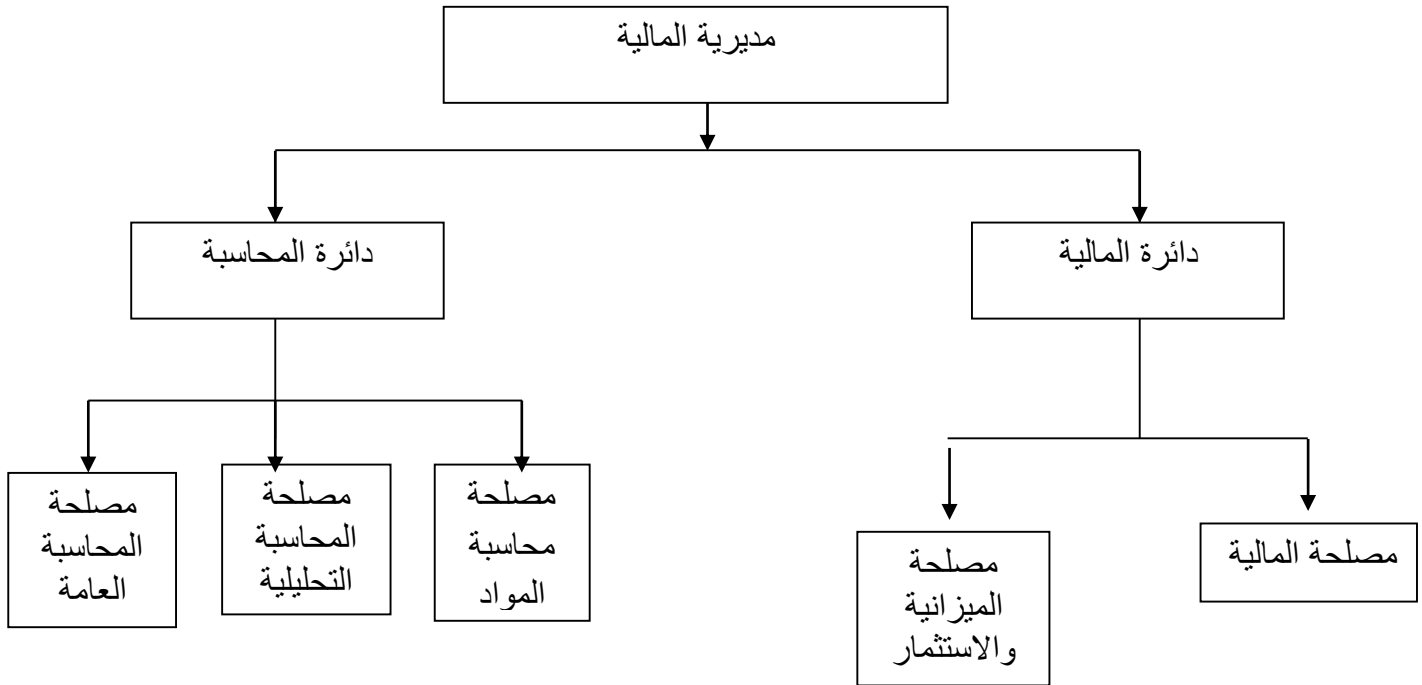 مديرية المالية
دائرة المالية
دائرة المحاسبة
مصلحة المالية
مصلحة
الميزانية
والاستثمار
مصلحة
محاسبة
المواد
مصلحة
المحاسبة
التحليلية
مصلحة
المحاسبة
العامة